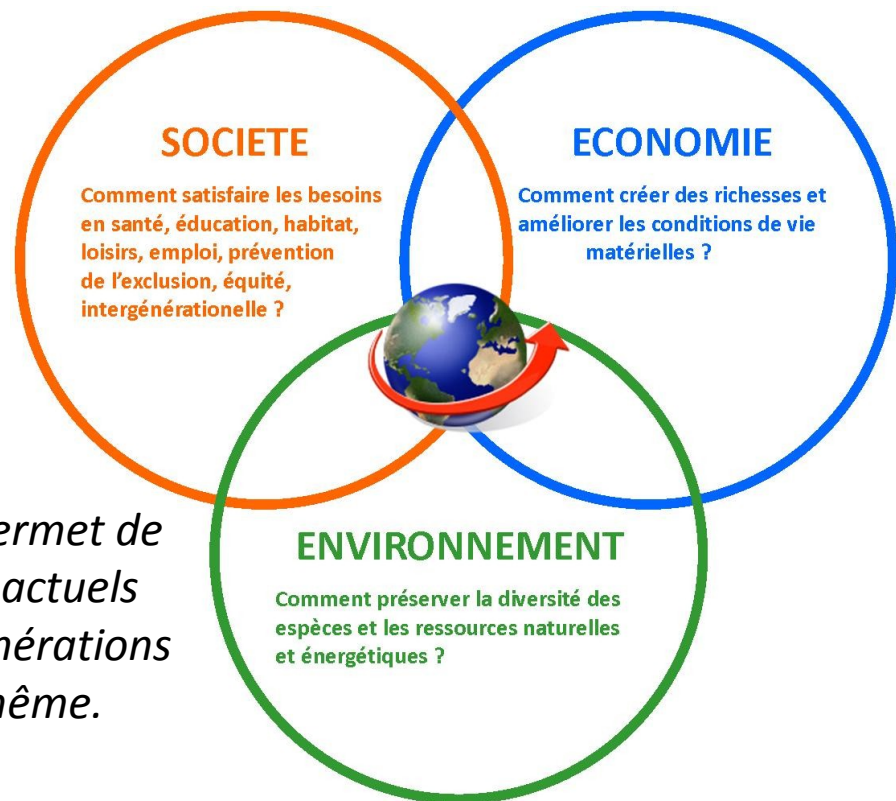 SOCIETE
Comment satisfaire les besoins
en santé, éducation, habitat,
loisirs, emploi, prévention
de l’exclusion, équité,
intergénérationelle ?
ECONOMIE
Comment créer des richesses et
améliorer les conditions de vie
matérielles ?
ENVIRONNEMENT
Comment préserver la diversité des
espèces et les ressources naturelles
et énergétiques ?
ermet de
actuels
nérations
nême.